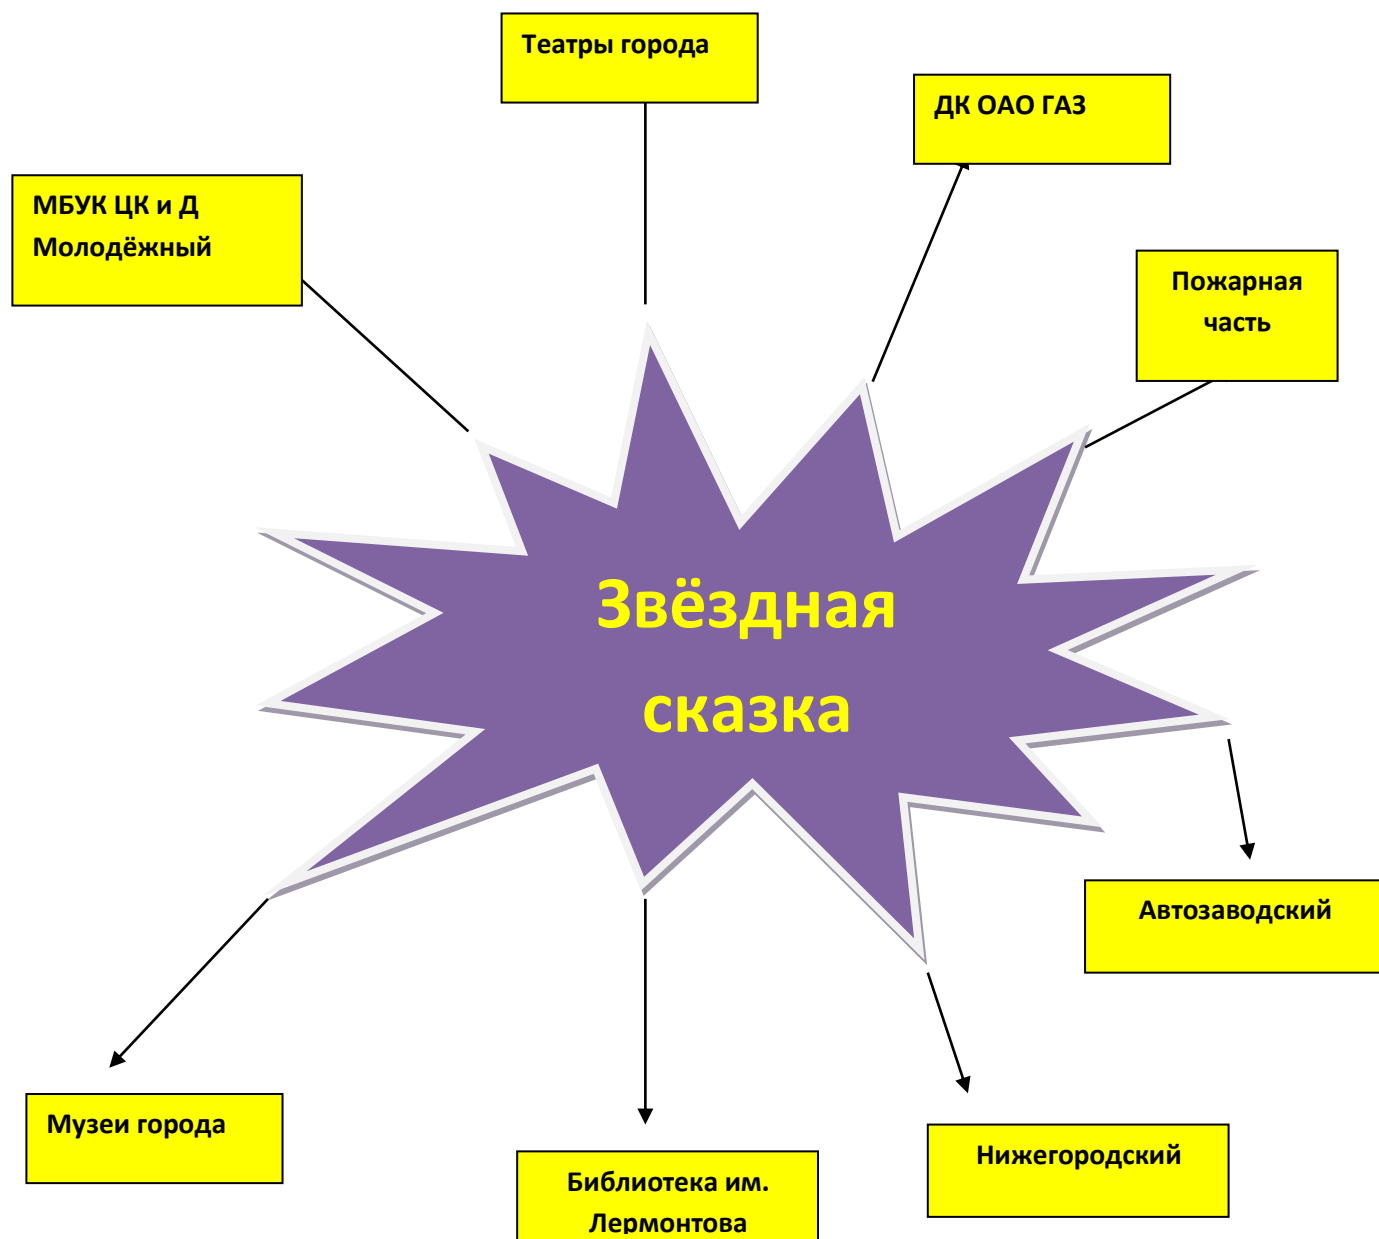 Театры города
ДК ОАО ГАЗ
МБУК ЦК и Д
Молодёжный
Пожарная
часть
Звёздная
сказка
Автозаводский
Музеи города
Библиотека им.
Лермонтова
Нижегородский